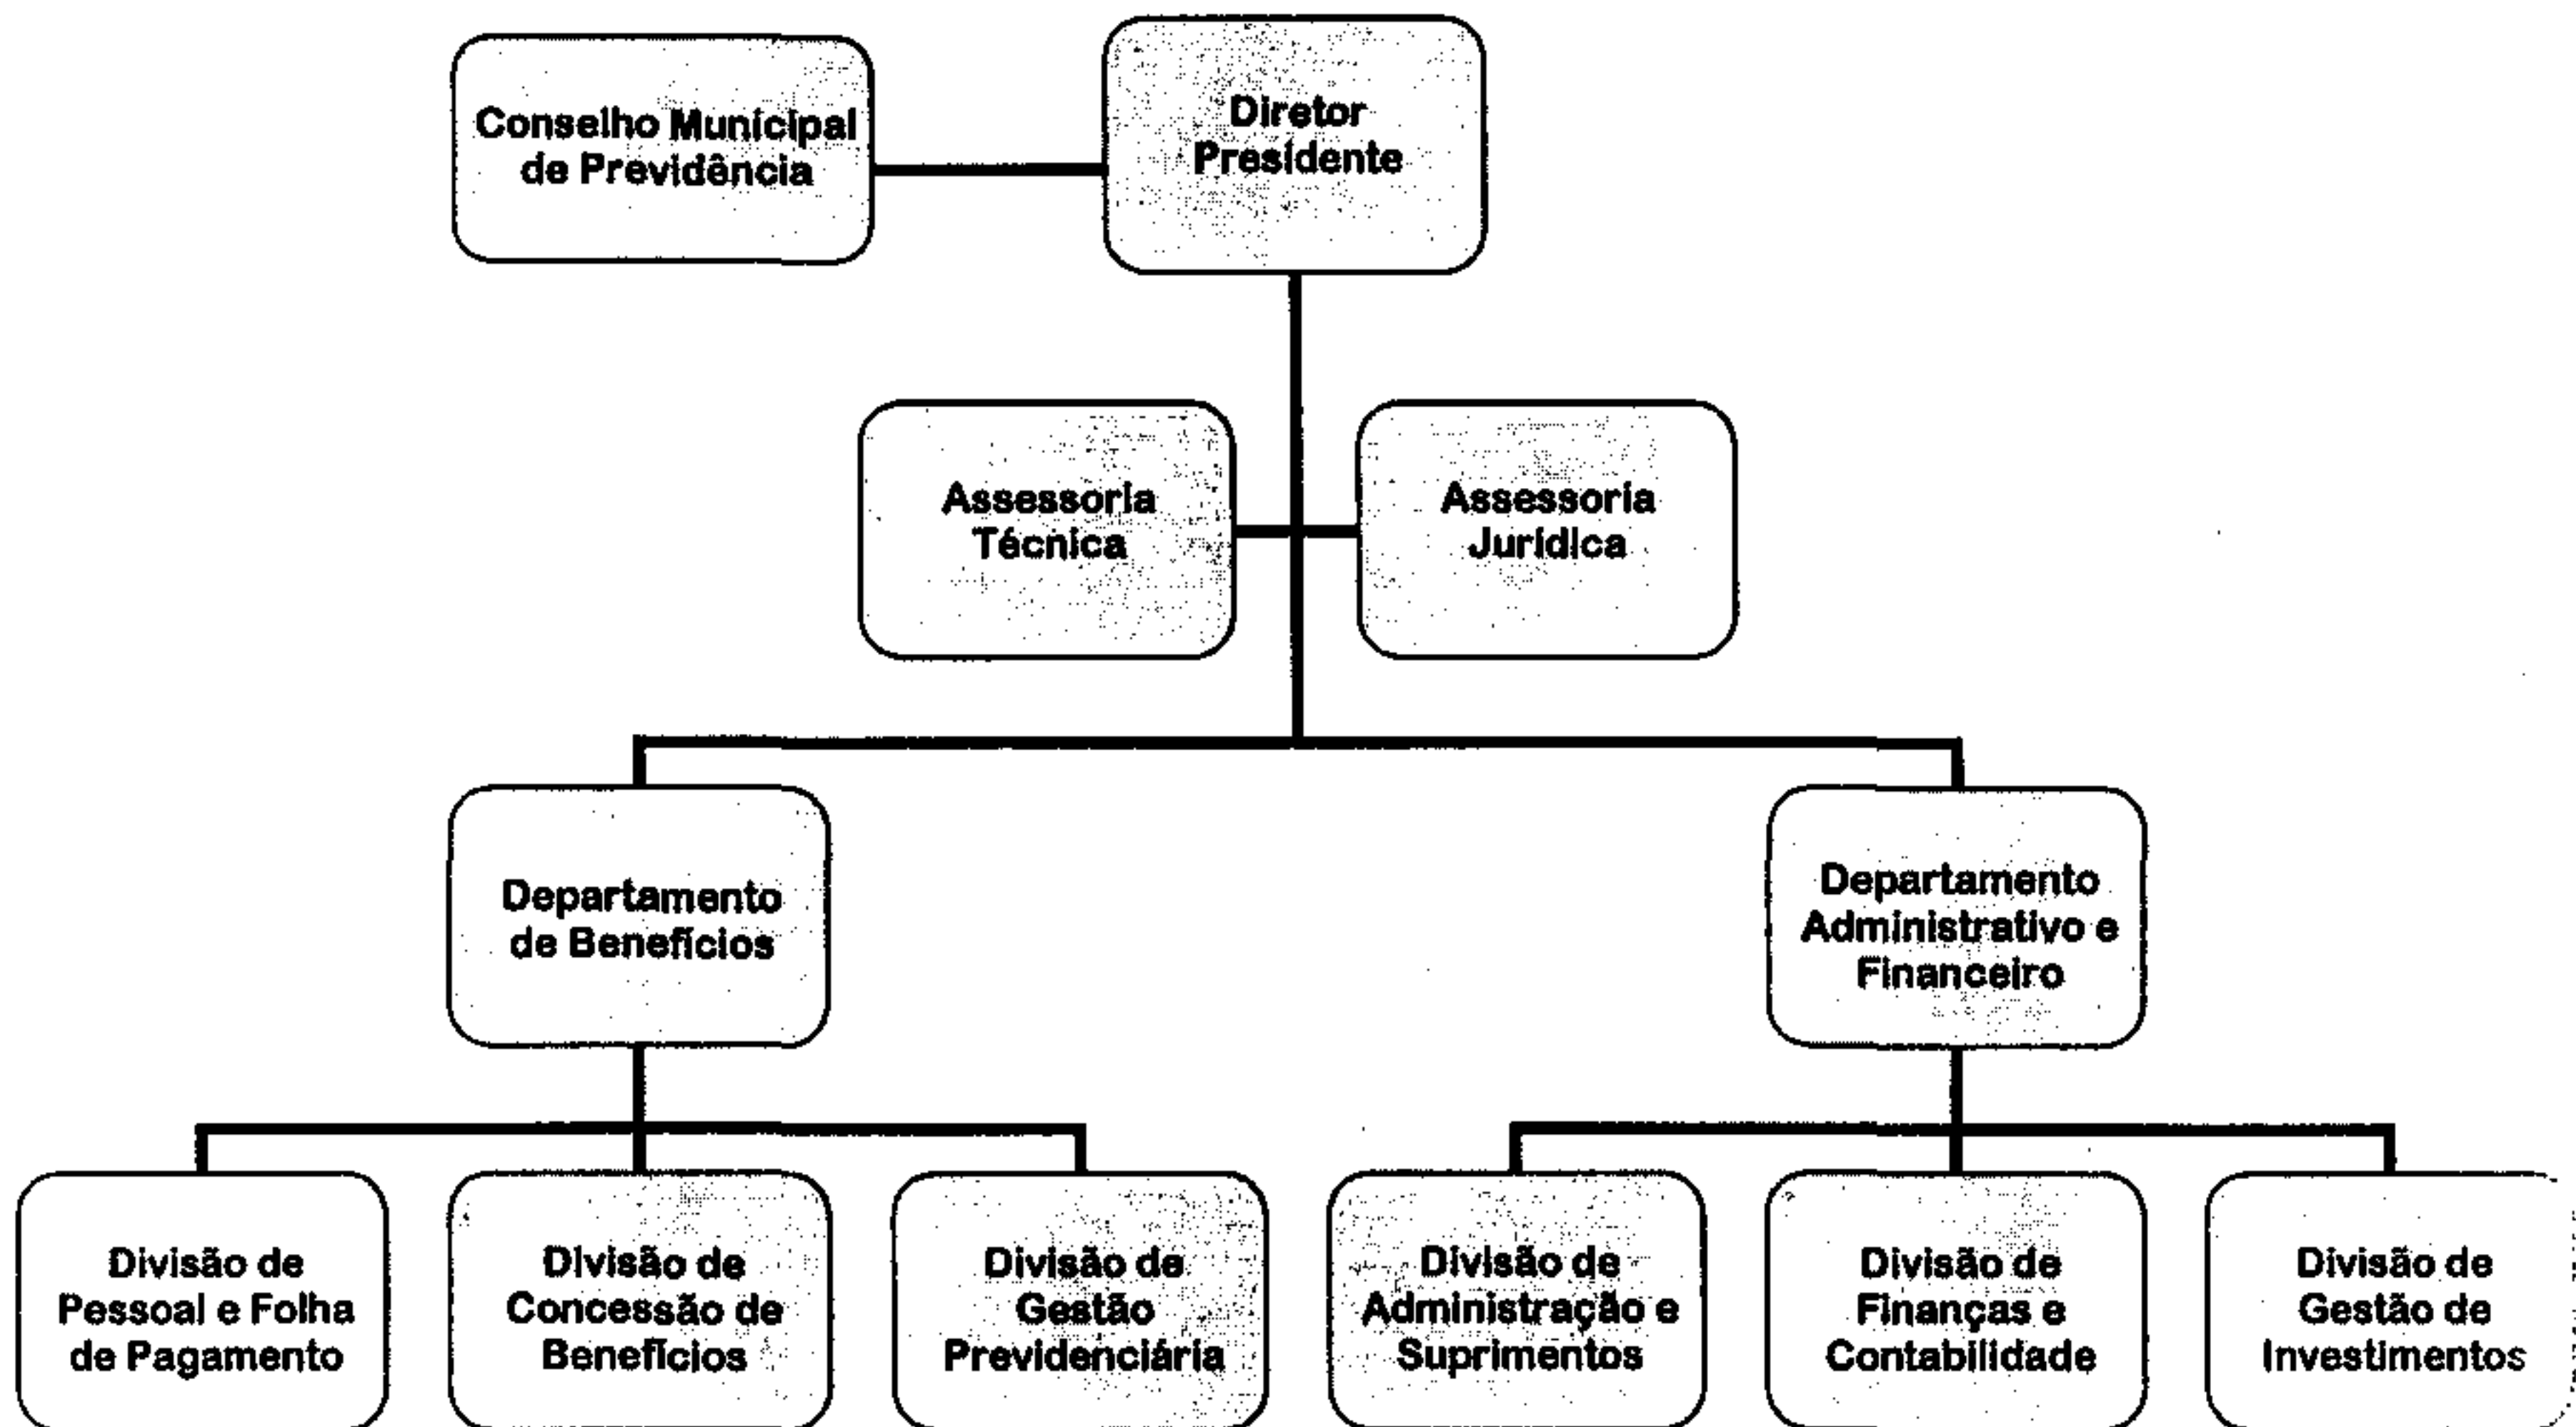 Conselho Municipal
de Previdência
Diretor
Presidente
Assessoria
Técnica
Assessoria
Jurídica
Departamento
de Benefícios
Departamento
Administrativo e
Financeiro
Divisão de
Pessoal e Folha
de Pagamento
Divisão de
Concessão de
Benefícios
Divisão de
Gestão
Previdenciária
Divisão de
Administração e
Suprimentos
Divisão de
Finanças e
Contabilidade
Divisão de
Gestão de
Investimentos